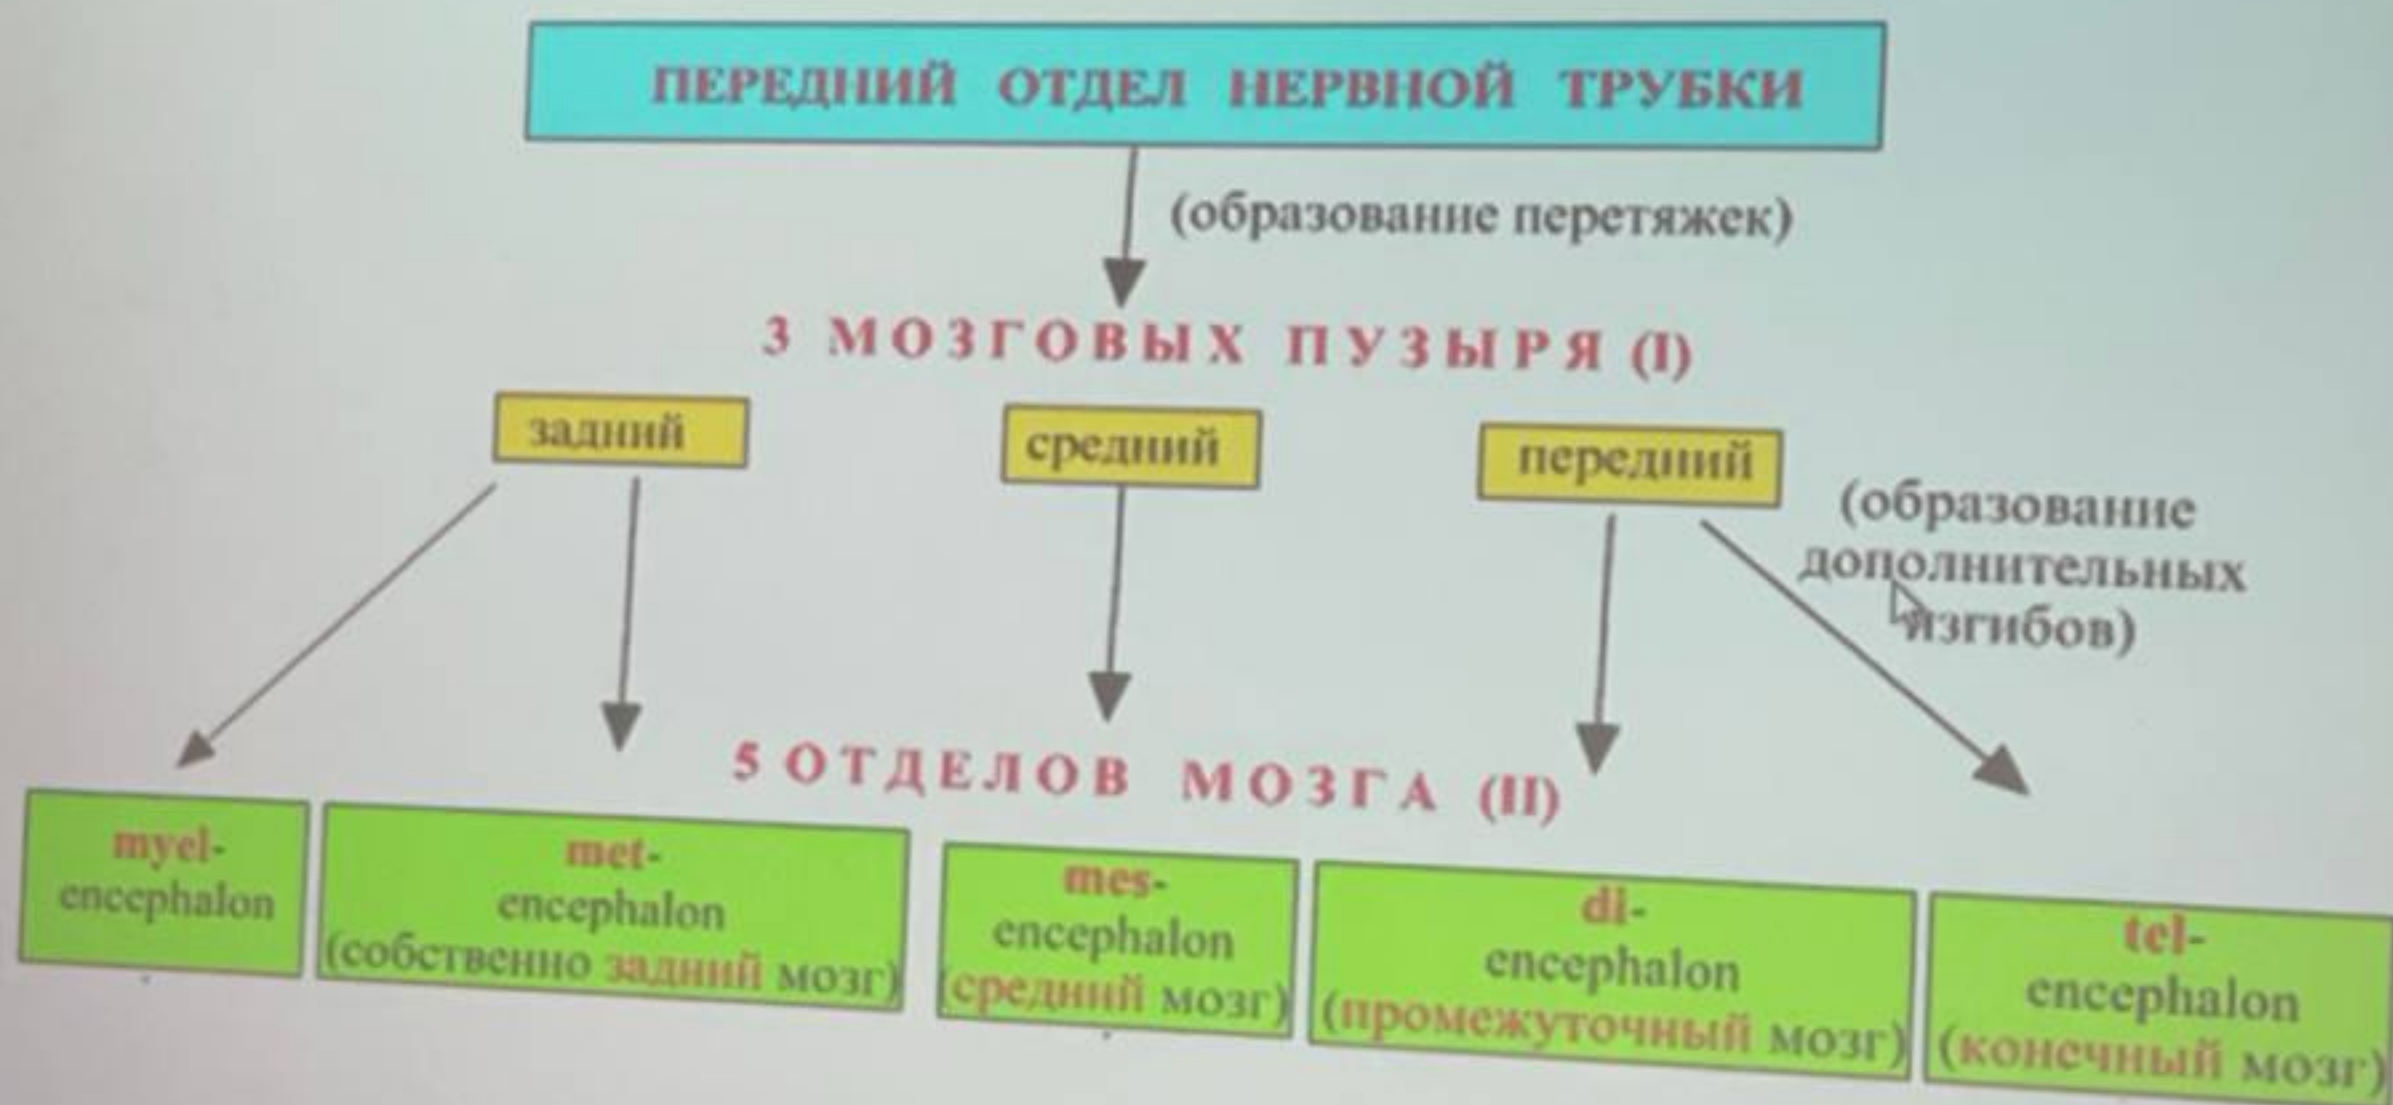 ПЕРЕДНИЙ ОТДЕЛ НЕРВНОЙ ТРУБКИ
(образование перетяжек)
3 МОЗГОВЫХ ПУЗЫРЯ (I)
задний
средний
передний
(образование
дополнительных
изгибов)
5 ОТДЕЛОВ МОЗГА (II)
myel-
encephalon
met-
encephalon
(собственно задний мозг)
mes-
encephalon
(средний мозг)
di-
encephalon
(промежуточный мозг)
tel-
encephalon
(конечный мозг)